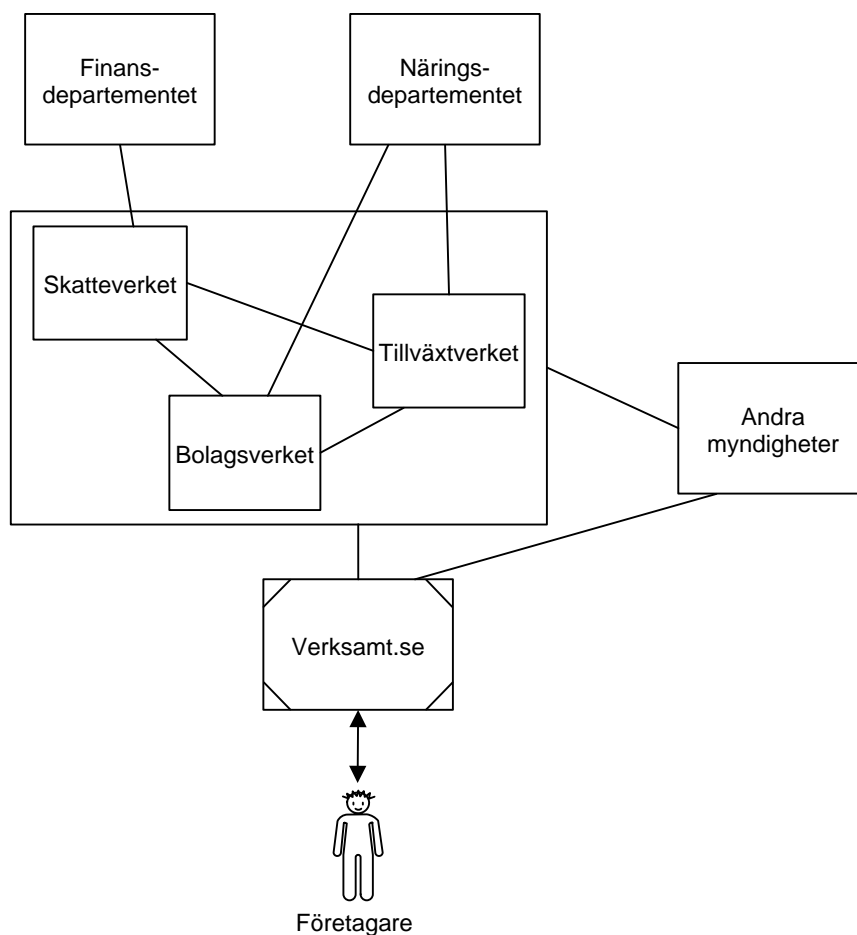 Finans-
departementet
Närings-
departementet
Skatteverket
Tillväxtverket
Bolagsverket
Andra
myndigheter
Verksamt.se
Företagare